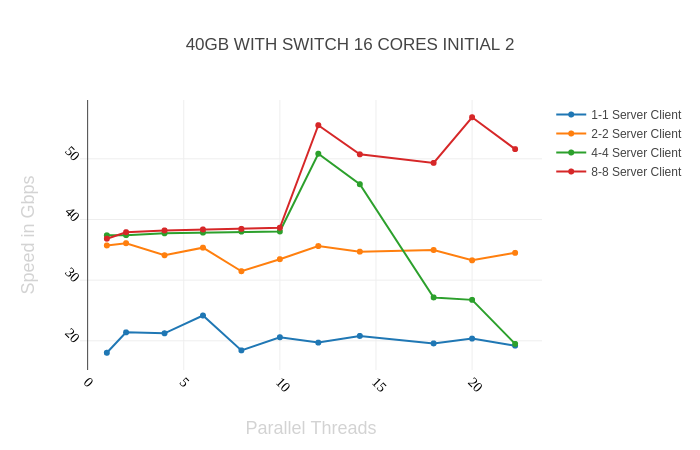 40GB WITH SWITCH 16 CORES INITIAL 2
1-1 Server Client
2-2 Server Client
4-4 Server Client
8-8 Server Client
Speed in Gbps
50
40
30
20
0
5
10
15
20
Parallel Threads